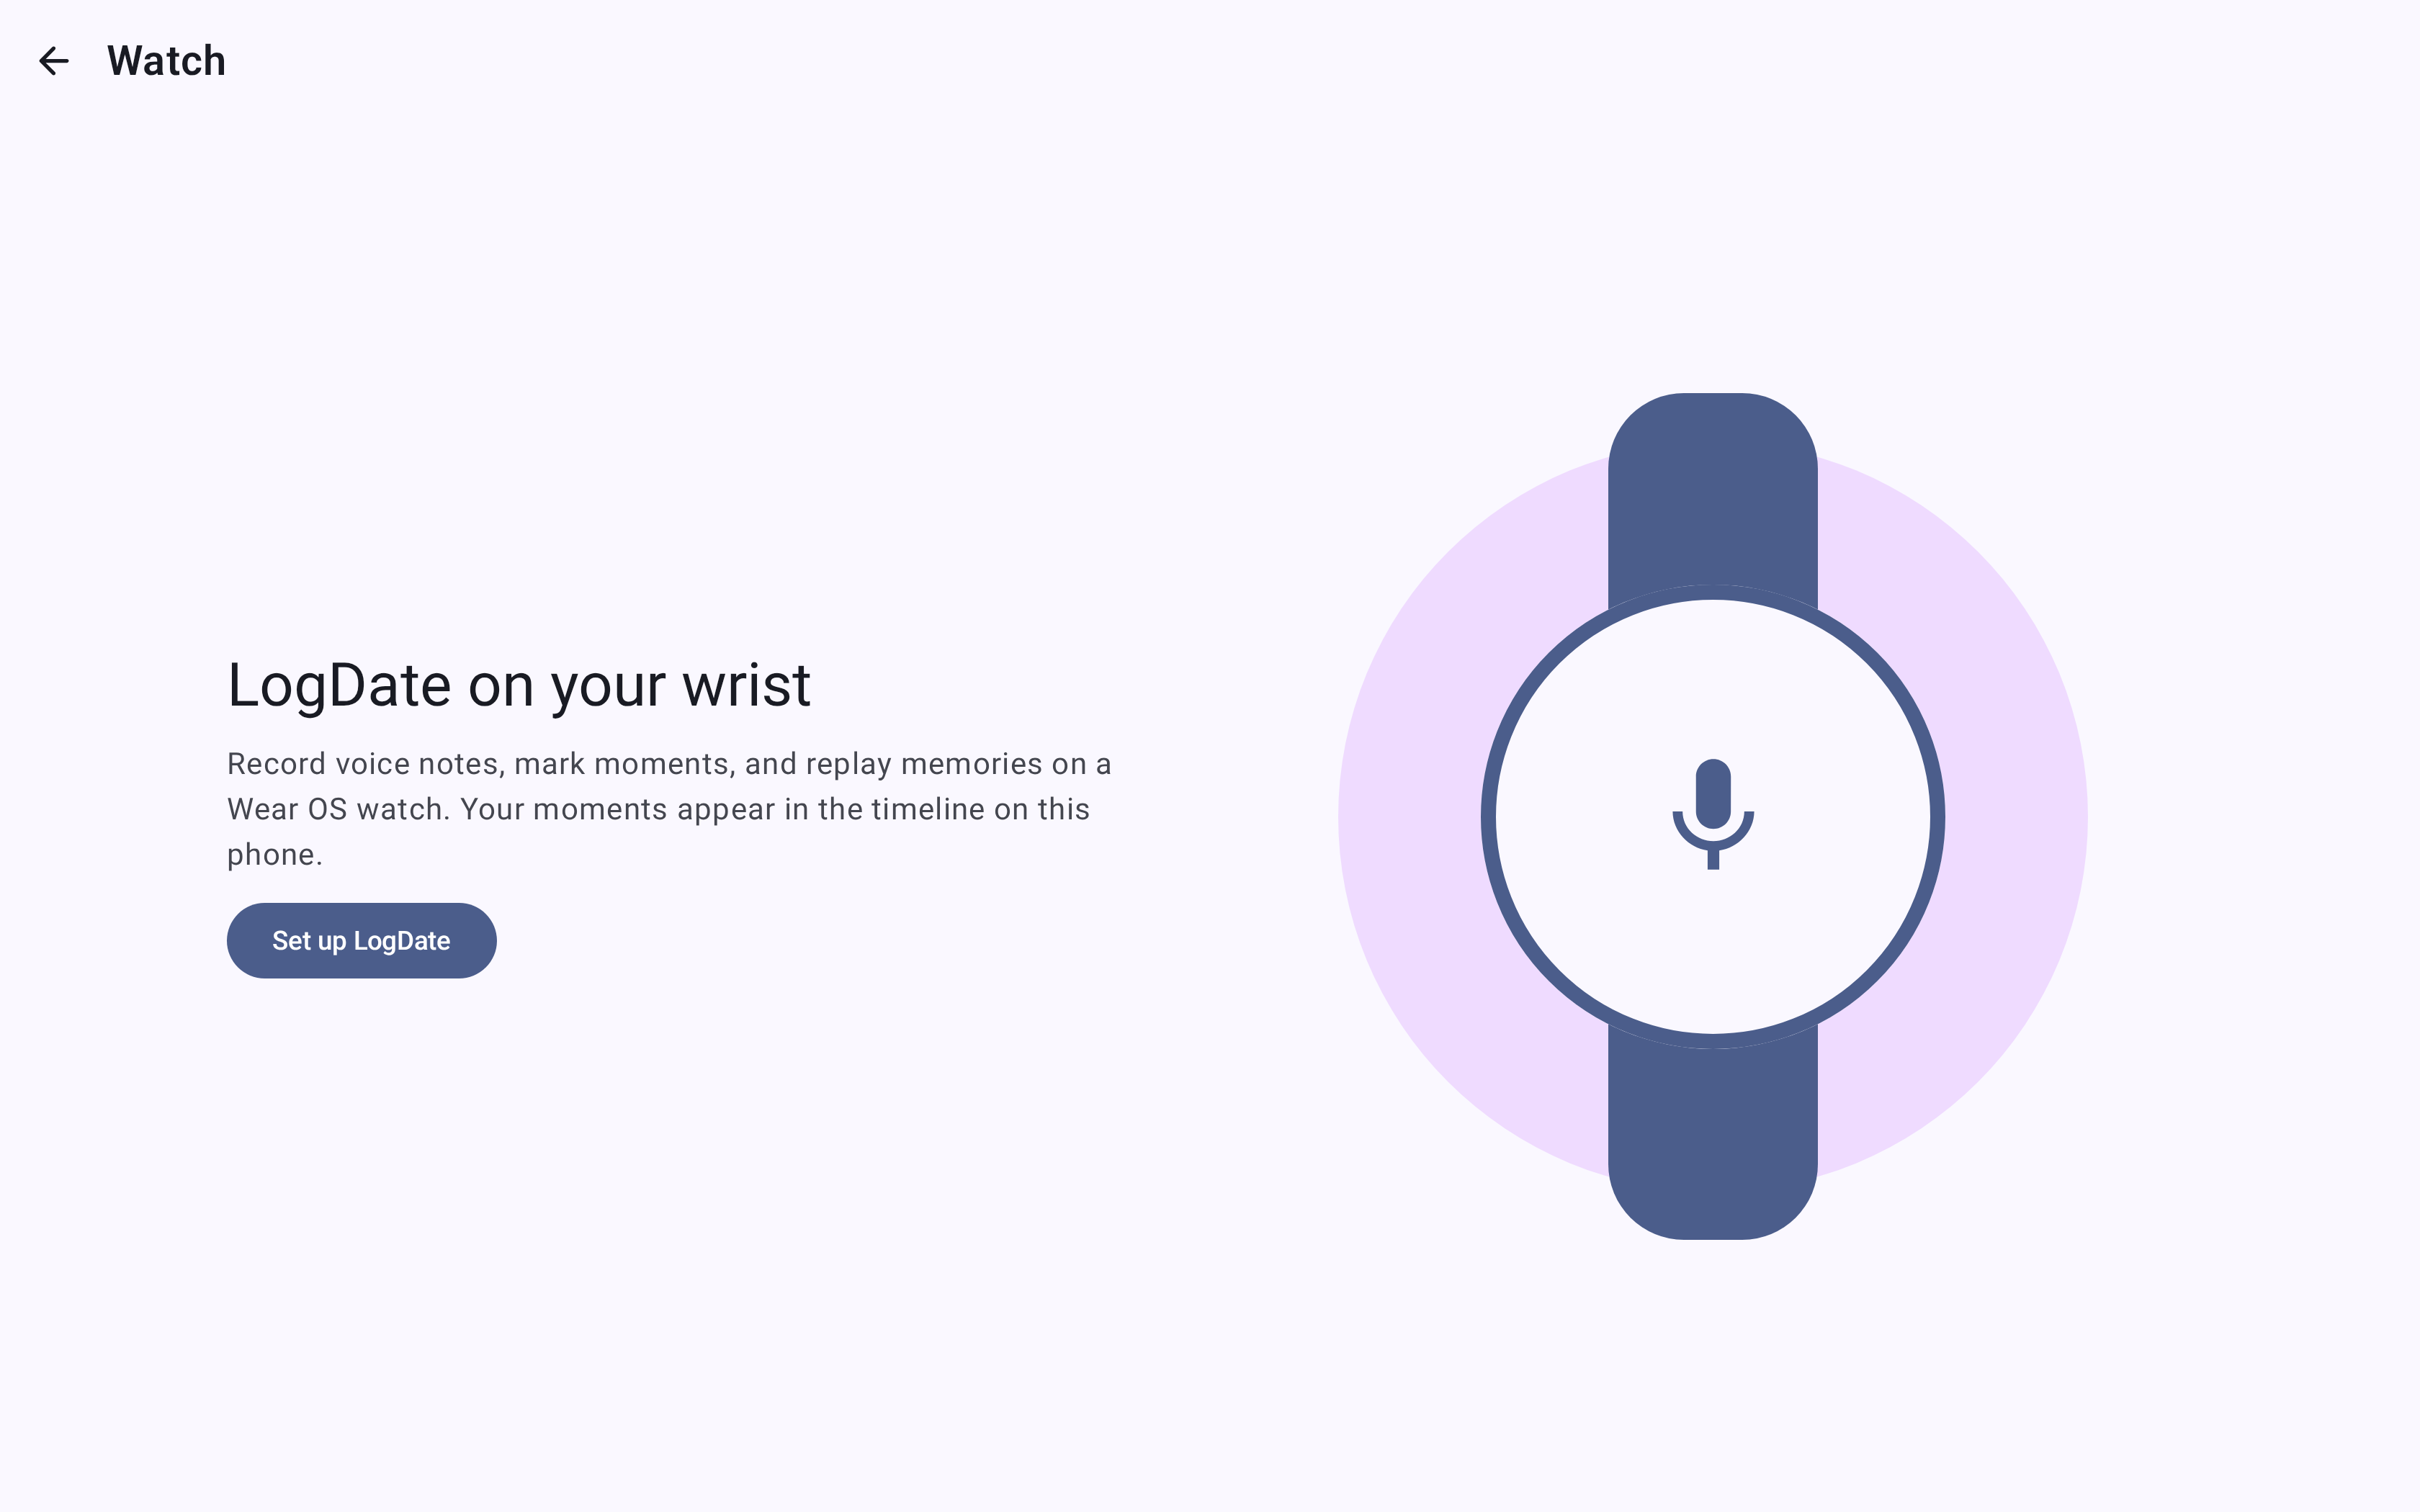 Watch
LogDate on your wrist
Record voice notes, mark moments, and replay memories on a
Wear OS watch. Your moments appear in the timeline on this
phone.
Set up LogDate